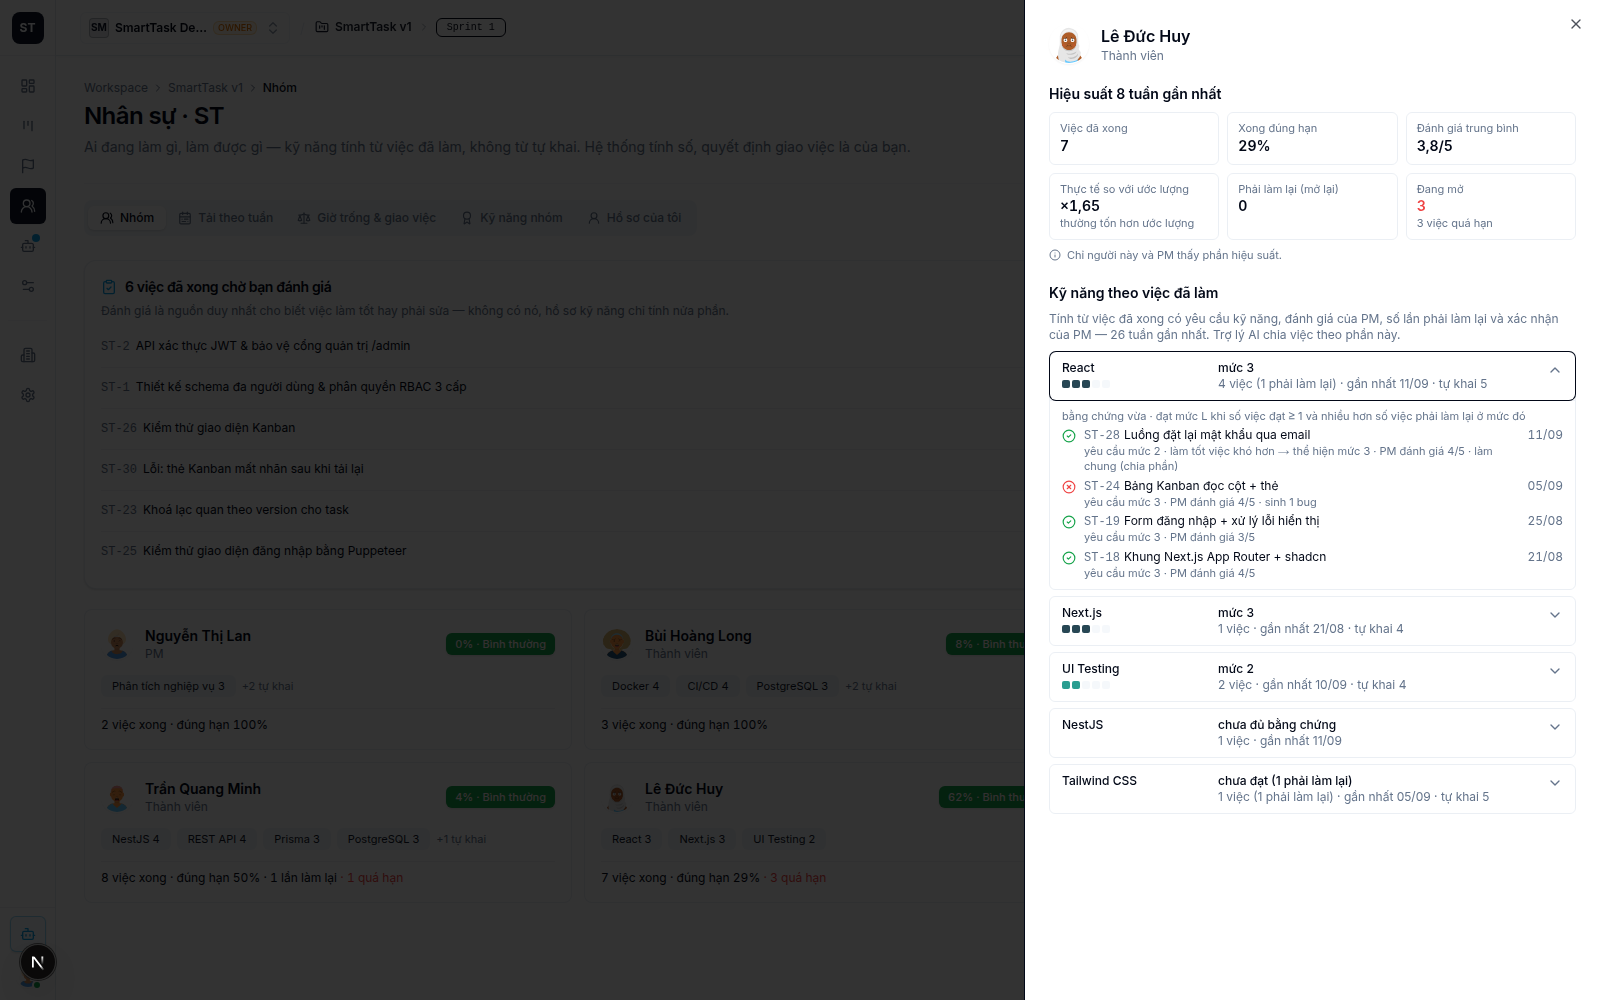 ST
SM SmartTask De... OWNER
SmartTask v1
Sprint 1
Workspace > SmartTask v1 > Nhóm
Nhân sự · ST
Ai đang làm gì, làm được gì — kỹ năng tính từ việc đã làm, không từ tự khai. Hệ thống tính số, quyết định giao việc là của bạn.
Nhóm
Tải theo tuần
Giờ trống & giao việc
Kỹ năng nhóm
Hồ sơ của tôi
6 việc đã xong chờ bạn đánh giá
Đánh giá là nguồn duy nhất cho biết việc làm tốt hay phải sửa — không có nó, hồ sơ kỹ năng chỉ tính nửa phần.
ST-2 API xác thực JWT & bảo vệ cổng quản trị /admin
ST-1 Thiết kế schema đa người dùng & phân quyền RBAC 3 cấp
ST-26 Kiểm thử giao diện Kanban
ST-30 Lỗi: thẻ Kanban mất nhãn sau khi tải lại
ST-23 Khoá lạc quan theo version cho task
ST-25 Kiểm thử giao diện đăng nhập bằng Puppeteer
Nguyễn Thị Lan
PM
0% · Bình thường
Phân tích nghiệp vụ 3 +2 tự khai
2 việc xong · đúng hạn 100%
Bùi Hoàng Long
Thành viên
8% · Bình thư
Docker 4 CI/CD 4 PostgreSQL 3 +2 tự khai
3 việc xong · đúng hạn 100%
Trần Quang Minh
Thành viên
4% · Bình thường
NestJS 4 REST API 4 Prisma 3 PostgreSQL 3 +1 tự khai
8 việc xong · đúng hạn 50% · 1 lần làm lại · 1 quá hạn
Lê Đức Huy
Thành viên
62% · Bình thư
React 3 Next.js 3 UI Testing 2
7 việc xong · đúng hạn 29% · 3 quá hạn
N
Lê Đức Huy
Thành viên
Hiệu suất 8 tuần gần nhất
Việc đã xong
7
Xong đúng hạn
29%
Đánh giá trung bình
3,8/5
Thực tế so với ước lượng
×1,65
thường tốn hơn ước lượng
Phải làm lại (mở lại)
0
Đang mở
3
3 việc quá hạn
Chỉ người này và PM thấy phần hiệu suất.
Kỹ năng theo việc đã làm
Tính từ việc đã xong có yêu cầu kỹ năng, đánh giá của PM, số lần phải làm lại và xác nhận
của PM — 26 tuần gần nhất. Trợ lý AI chia việc theo phần này.
React
mức 3
4 việc (1 phải làm lại) · gần nhất 11/09 · tự khai 5
bằng chứng vừa · đạt mức L khi số việc đạt ≥ 1 và nhiều hơn số việc phải làm lại ở mức đó
ST-28 Luồng đặt lại mật khẩu qua email 11/09
yêu cầu mức 2 · làm tốt việc khó hơn → thể hiện mức 3 · PM đánh giá 4/5 · làm
chung (chia phần)
ST-24 Bảng Kanban đọc cột + thẻ 05/09
yêu cầu mức 3 · PM đánh giá 4/5 · sinh 1 bug
ST-19 Form đăng nhập + xử lý lỗi hiển thị 25/08
yêu cầu mức 3 · PM đánh giá 3/5
ST-18 Khung Next.js App Router + shadcn 21/08
yêu cầu mức 3 · PM đánh giá 4/5
Next.js
mức 3
1 việc · gần nhất 21/08 · tự khai 4
UI Testing
mức 2
2 việc · gần nhất 10/09 · tự khai 4
NestJS
chưa đủ bằng chứng
1 việc · gần nhất 11/09
Tailwind CSS
chưa đạt (1 phải làm lại)
1 việc (1 phải làm lại) · gần nhất 05/09 · tự khai 5